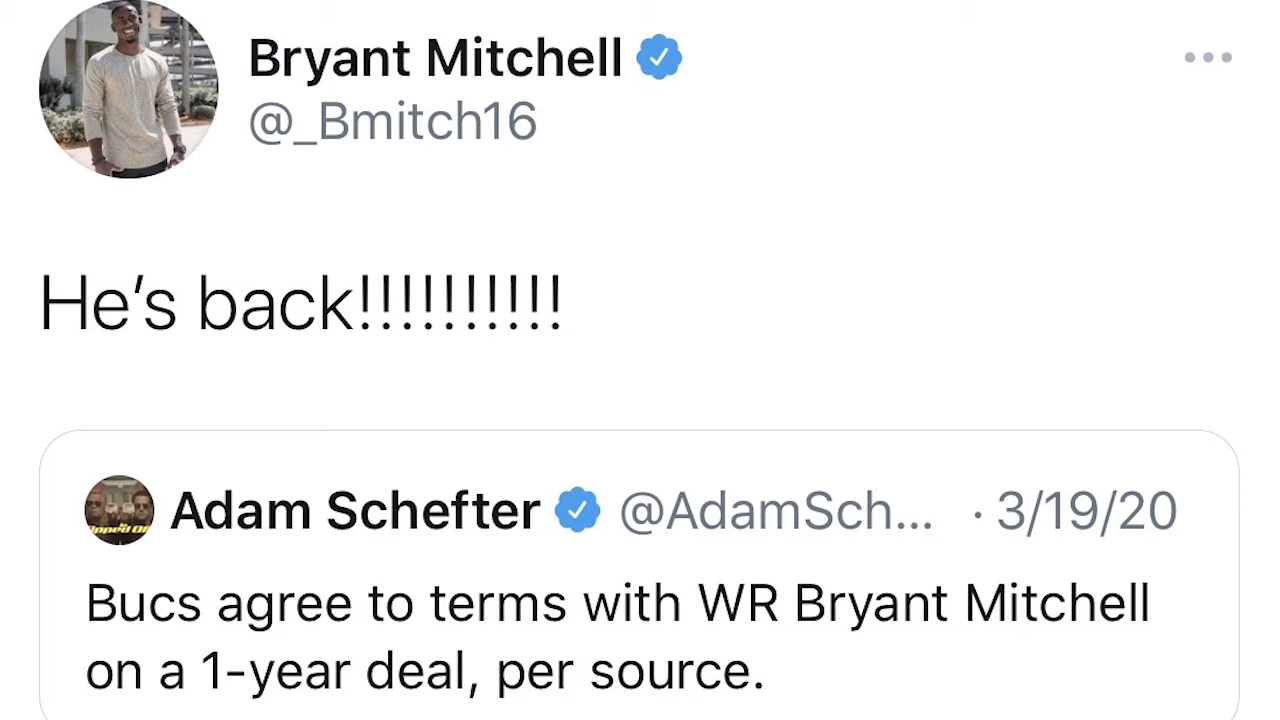 Bryant Mitchell
@_Bmitch16
He's back!!!!!!!!!!
Adam Schefter @AdamSch... · 3/19/20
Bucs agree to terms with WR Bryant Mitchell
on a 1-year deal, per source.